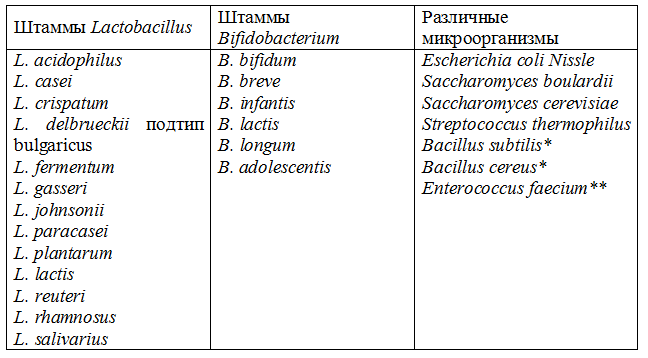 Штаммы Lactobacillus
Штаммы
Bifidobacterium
Различные
микроорганизмы
L. acidophilus
L. casei
L. crispatum
L. delbrueckii подтип
bulgaricus
L. fermentum
L. gasseri
L. johnsonii
L. paracasei
L. plantarum
L. lactis
L. reuteri
L. rhamnosus
L. salivarius
B. bifidum
B. breve
B. infantis
B. lactis
B. longum
B. adolescentis
Escherichia coli Nissle
Saccharomyces boulardii
Saccharomyces cerevisiae
Streptococcus thermophilus
Bacillus subtilis*
Bacillus cereus*
Enterococcus faecium**